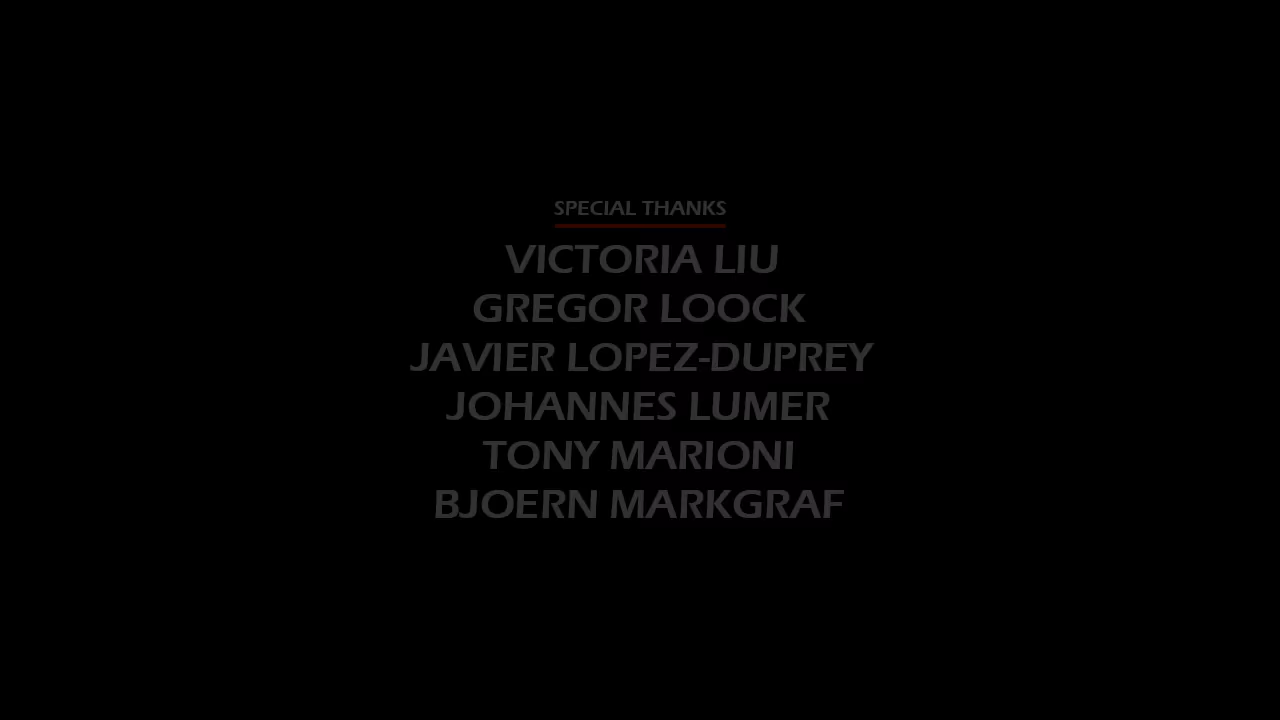 SPECIAL THANKS
VICTORIA LIU
GREGOR LOOCK
JAVIER LOPEZ-DUPREY
JOHANNES LUMER
TONY MARIONI
BJOERN MARKGRAF